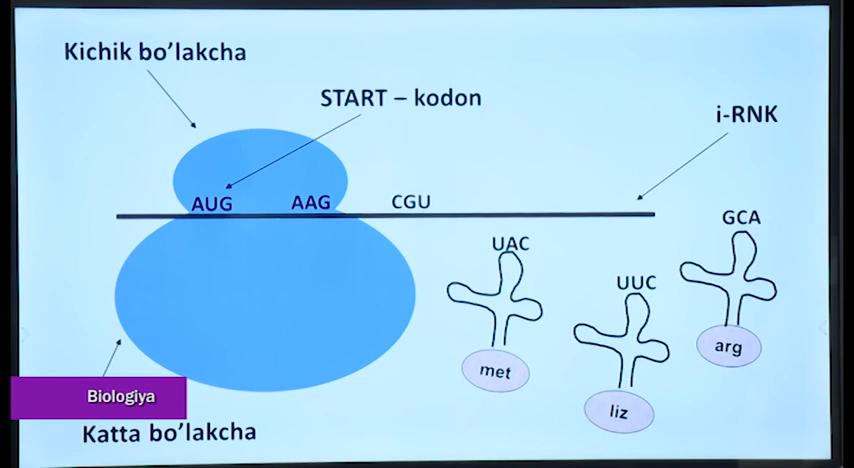 Kichik bo'lakcha
START – kodon
i-RNK
AUG AAG CGU
GCA
UAC
UUC
arg
met
liz
Biologiya
Katta bo'lakcha